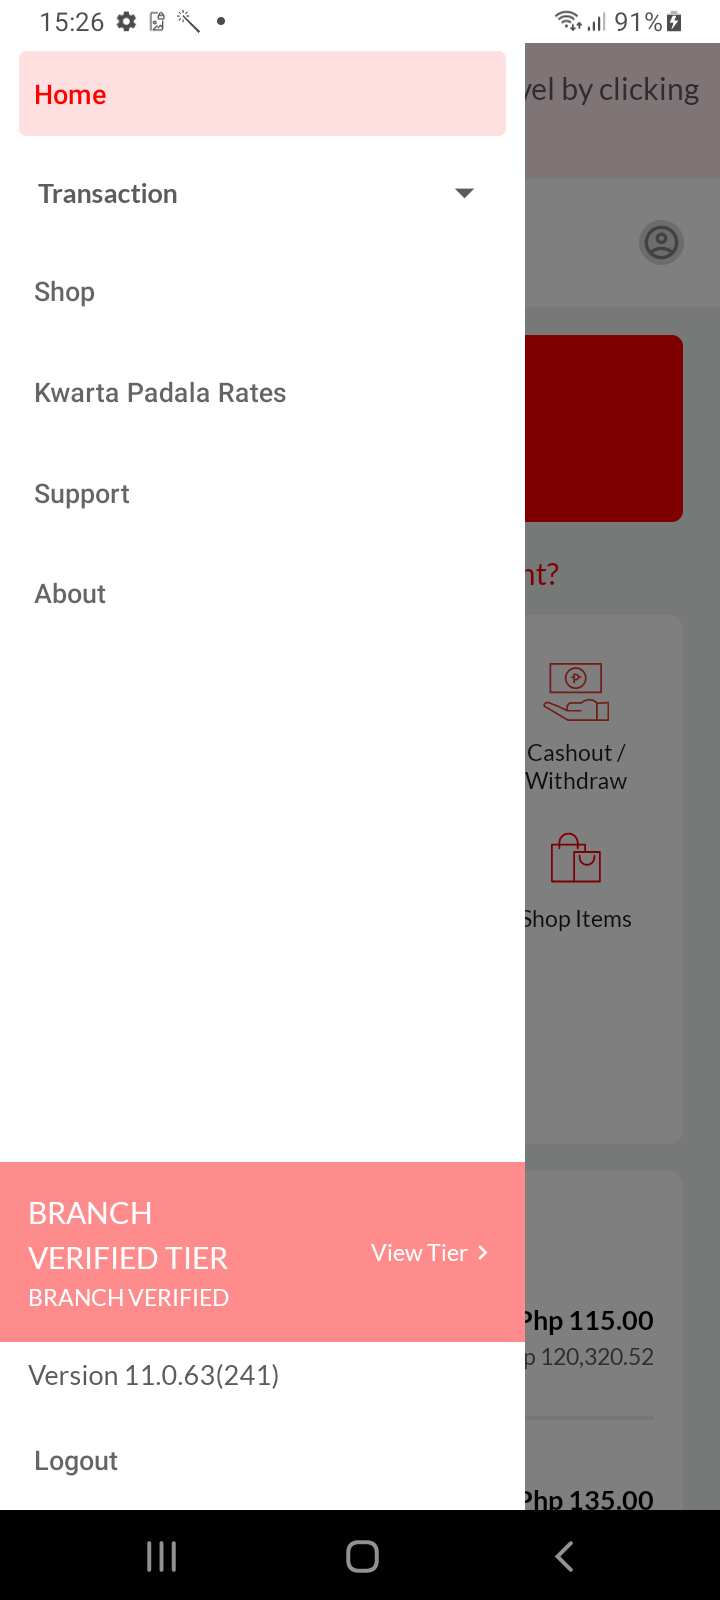 15:26
91%
Home
vel by clicking
Transaction
Shop
Kwarta Padala Rates
Support
nt?
About
Cashout /
Withdraw
Shop Items
BRANCH
VERIFIED TIER
View Tier
BRANCH VERIFIED
Php 115.00
p 120,320.52
Version 11.0.63(241)
Logout
Php 135.00